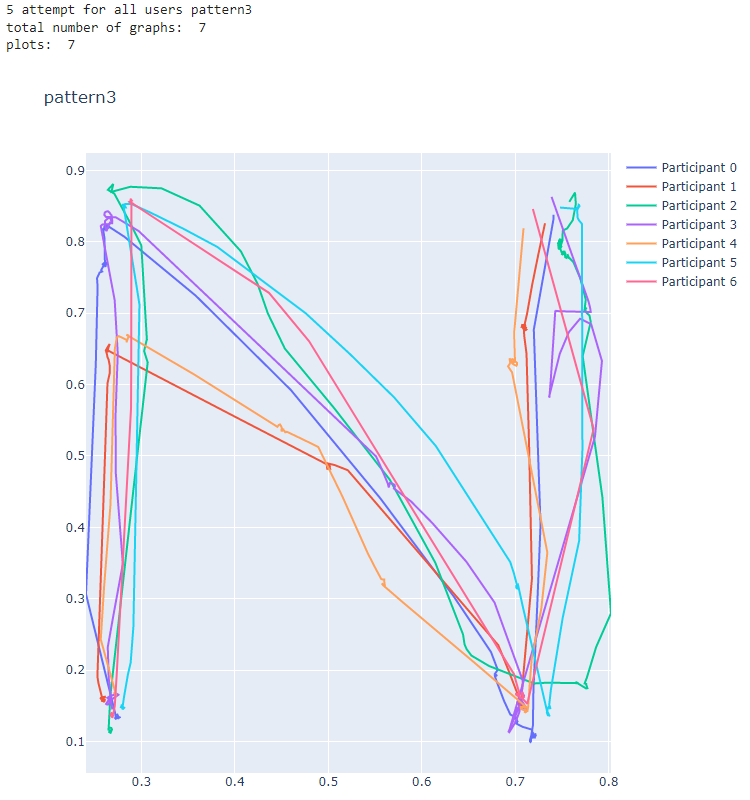 5 attempt for all users pattern3
total number of graphs:  7
plots:  7
pattern3
Participant 0
Participant 1
Participant 2
Participant 3
Participant 4
Participant 5
Participant 6
0.9
0.8
0.7
0.6
0.5
0.4
0.3
0.2
0.1
0.3 0.4 0.5 0.6 0.7 0.8